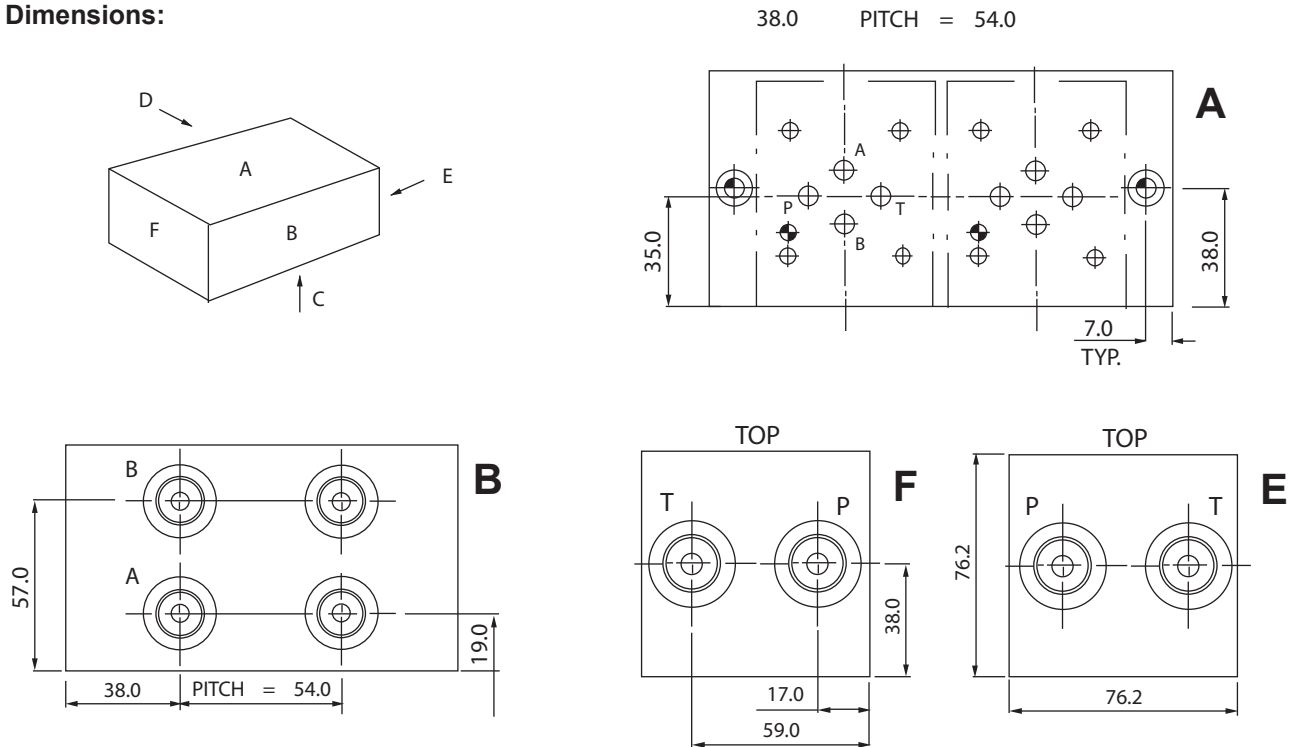 Dimensions:
D
A
E
F
B
C
38.0 PITCH = 54.0
A
A
P
T
B
35.0
38.0
7.0
TYP.
B
B
A
57.0
19.0
38.0 PITCH = 54.0
TOP
F
T
P
38.0
17.0
59.0
TOP
E
P
T
76.2
76.2